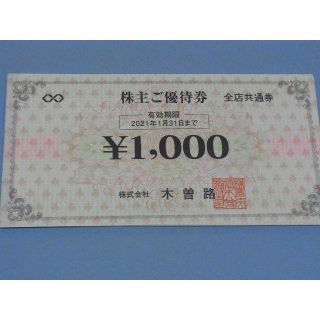 株主ご優待券 全店共通券
有効期限
2021年1月31日まで
¥1,000
株式会社 木曽路